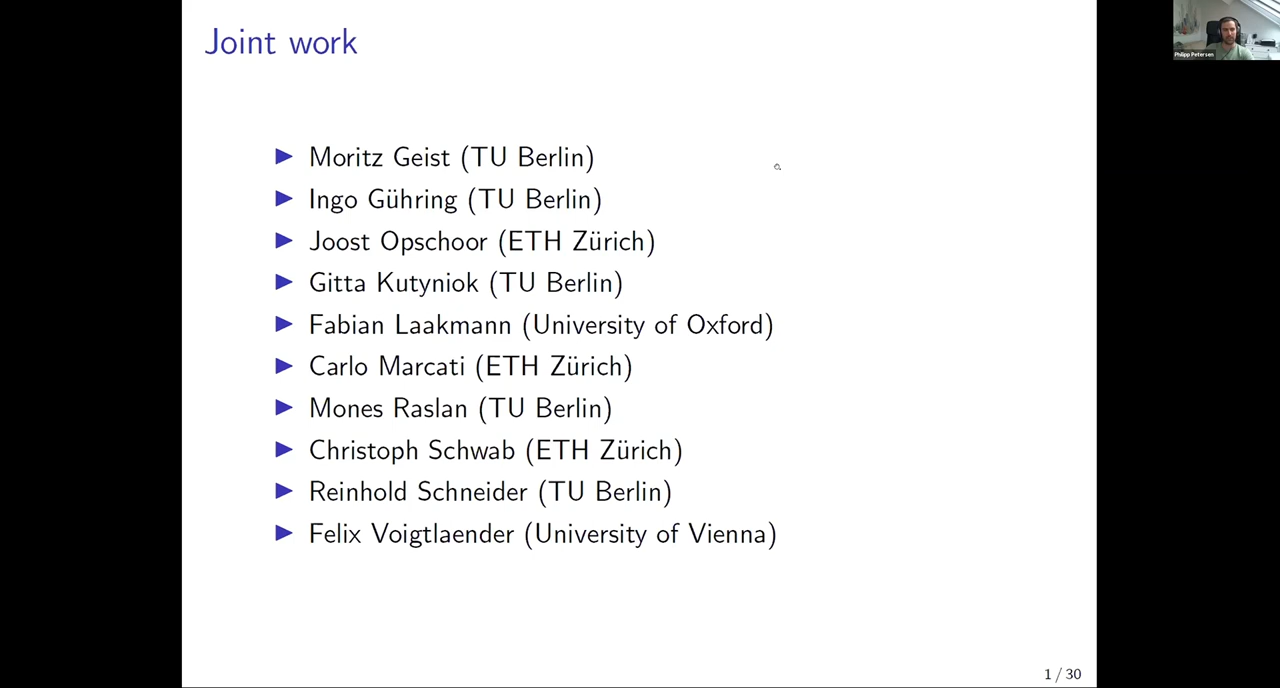 Joint work
Moritz Geist (TU Berlin)
Ingo Gühring (TU Berlin)
Joost Opschoor (ETH Zürich)
Gitta Kutyniok (TU Berlin)
Fabian Laakmann (University of Oxford)
Carlo Marcati (ETH Zürich)
Mones Raslan (TU Berlin)
Christoph Schwab (ETH Zürich)
Reinhold Schneider (TU Berlin)
Felix Voigtlaender (University of Vienna)
1 / 30
Philipp Petersen